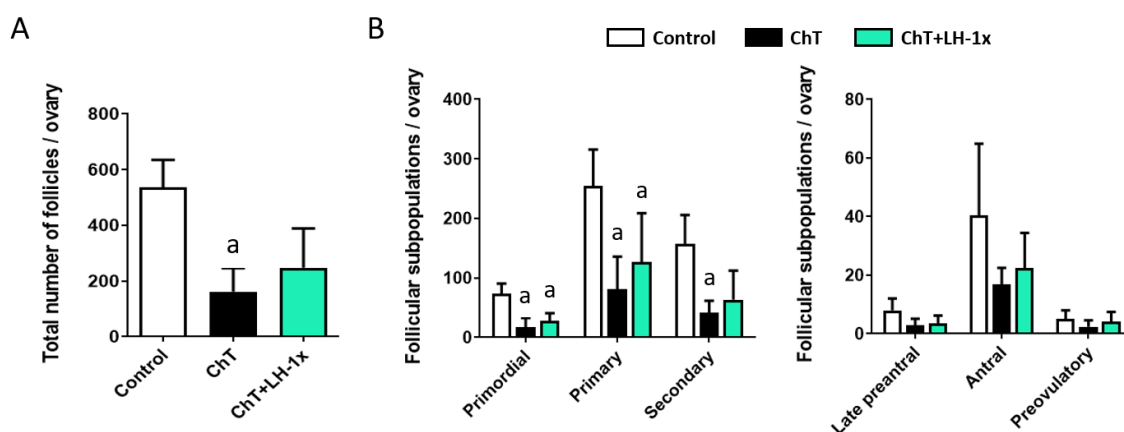 A
Total number of follicles / ovary
800
600
400
200
0
a
Control
ChT
ChT+LH-1x
B
Control
ChT
ChT+LH-1x
Follicular subpopulations / ovary
400
300
200
100
0
a
a
a
a
a
Primordial
Primary
Secondary
Follicular subpopulations / ovary
80
60
40
20
0
Late preantral
Antral
Preovulatory